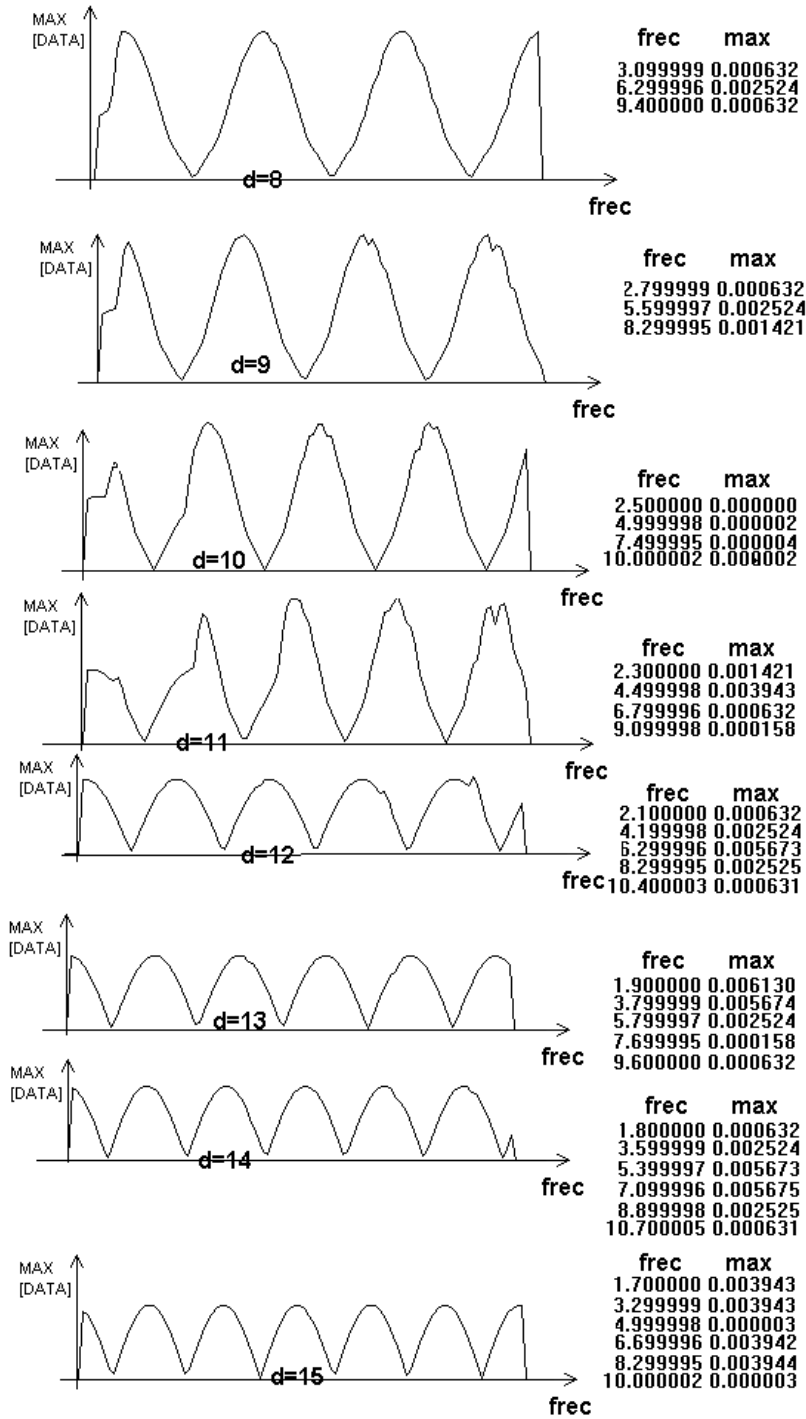 MAX
[DATA]
d=8
frec
frec max
3.099999 0.000632
6.299996 0.002524
9.400000 0.000632
MAX
[DATA]
d=9
frec
frec max
2.799999 0.000632
5.599997 0.002524
8.299995 0.001421
MAX
[DATA]
d=10
frec
frec max
2.500000 0.000000
4.999998 0.000002
7.499995 0.000004
10.000002 0.000002
MAX
[DATA]
d=11
frec
frec max
2.300000 0.001421
4.499998 0.003943
6.799996 0.000632
9.099998 0.000158
MAX
[DATA]
d=12
frec
frec max
2.100000 0.000632
4.199998 0.002524
6.299996 0.005673
8.299995 0.002525
10.400003 0.000631
MAX
[DATA]
d=13
frec
frec max
1.900000 0.006130
3.799999 0.005674
5.799997 0.002524
7.699995 0.000158
9.600000 0.000632
MAX
[DATA]
d=14
frec
frec max
1.800000 0.000632
3.599999 0.002524
5.399997 0.005673
7.099996 0.005675
8.899998 0.002525
10.700005 0.000631
MAX
[DATA]
d=15
frec
frec max
1.700000 0.003943
3.299999 0.003943
4.999998 0.000003
6.699996 0.003942
8.299995 0.003944
10.000002 0.000003